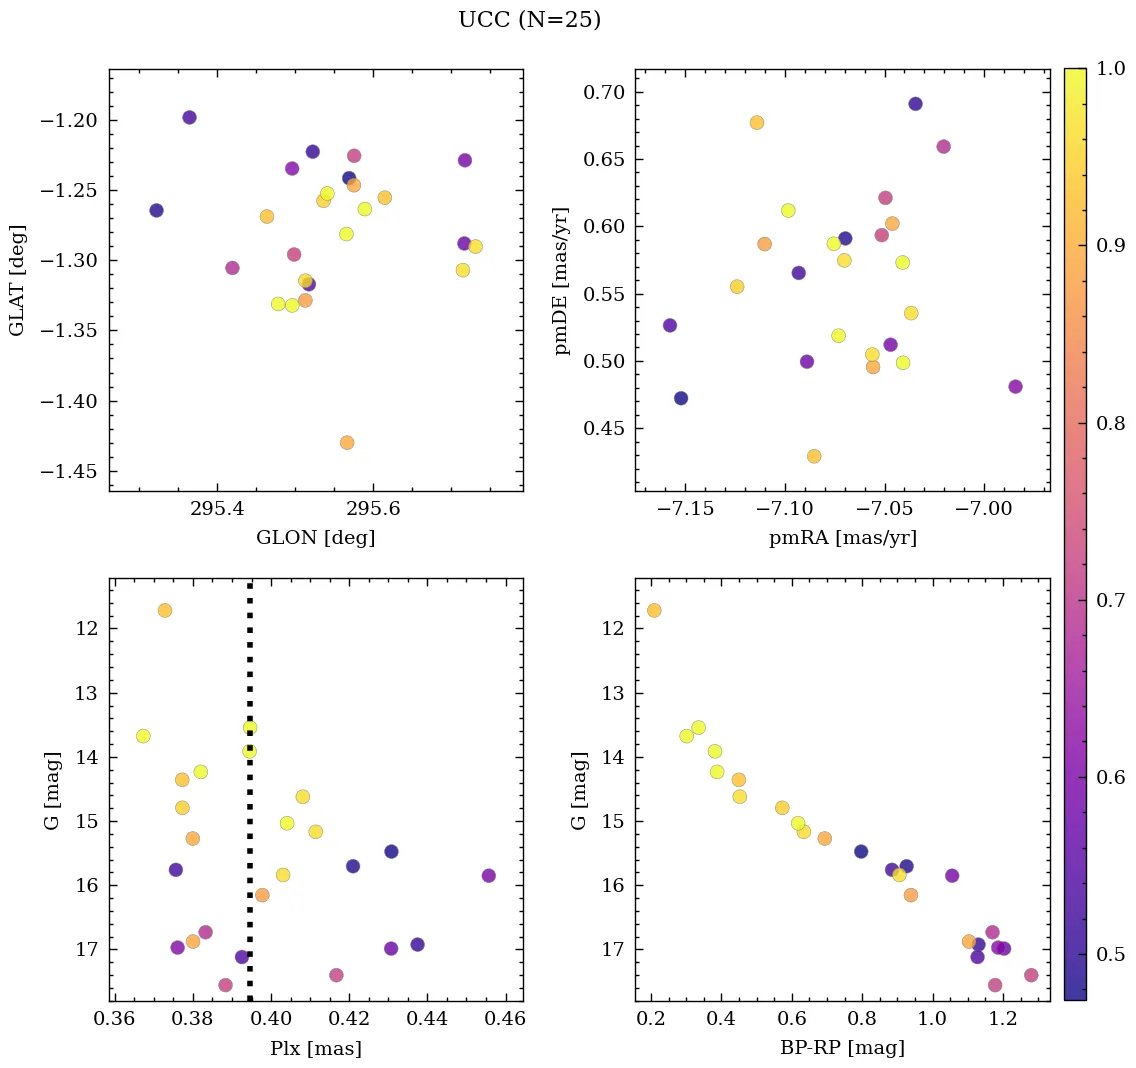 UCC (N=25)
−1.20
−1.25
−1.30
−1.35
−1.40
−1.45
GLAT [deg]
295.4 295.6
GLON [deg]
0.70
0.65
0.60
0.55
0.50
0.45
pmDE [mas/yr]
−7.15 −7.10 −7.05 −7.00
pmRA [mas/yr]
12
13
14
15
16
17
G [mag]
0.36 0.38 0.40 0.42 0.44 0.46
Plx [mas]
12
13
14
15
16
17
G [mag]
0.2 0.4 0.6 0.8 1.0 1.2
BP-RP [mag]
1.0
0.9
0.8
0.7
0.6
0.5